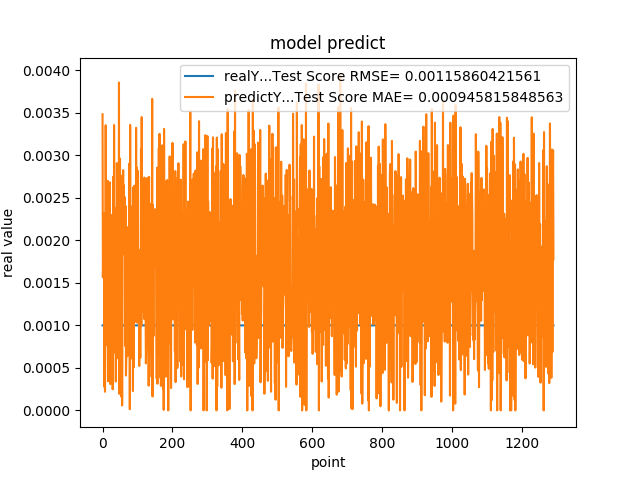 model predict
realY...Test Score RMSE= 0.00115860421561
predictY...Test Score MAE= 0.000945815848563
0.0040
0.0035
0.0030
0.0025
0.0020
0.0015
0.0010
0.0005
0.0000
real value
0 200 400 600 800 1000 1200
point